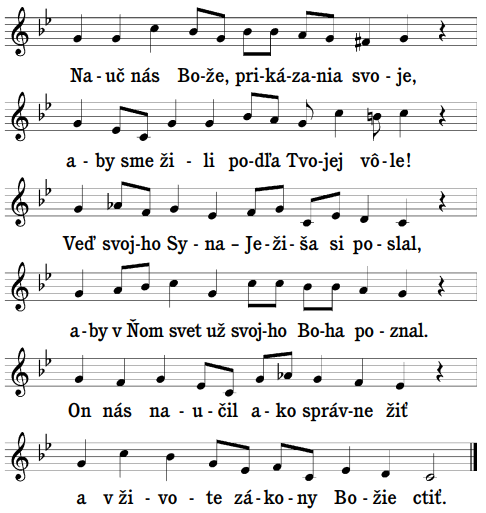 Na - uč nás Bo - že, pri - ká - za - nia svo - je,
a - by sme ži - li po - dľa Tvo - jej vô - le!
Veď svoj - ho Sy - na – Je - ži - ša si po - slal,
a - by v Ňom svet už svoj - ho Bo - ha po - znal.
On nás na - u - čil a - ko správ - ne žiť
a v ži - vo - te zá - ko - ny Bo - žie ctiť.